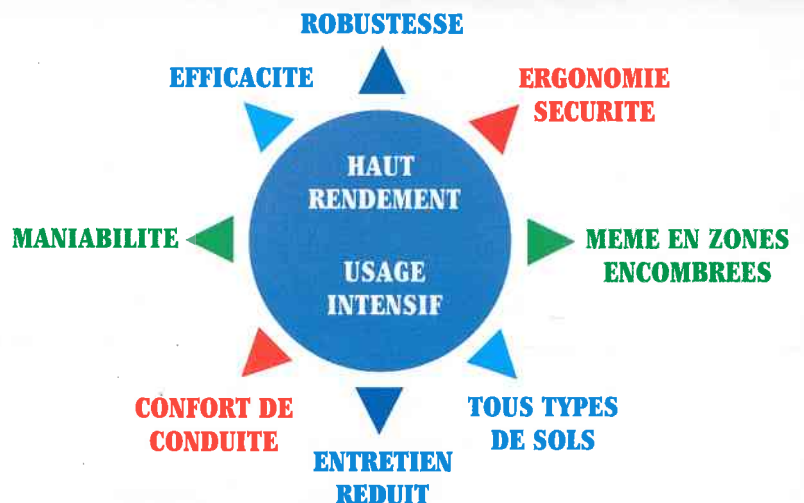 ROBUSTESSE
EFFICACITE
ERGONOMIE
SECURITE
HAUT
RENDEMENT
USAGE
INTENSIF
MANIABILITE
MEME EN ZONES
ENCOMBREES
CONFORT DE
CONDUITE
TOUS TYPES
DE SOLS
ENTRETIEN
REDUIT